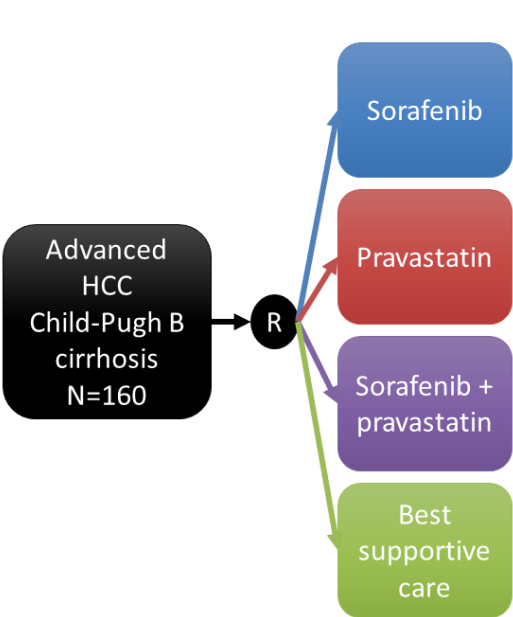 Advanced
HCC
Child-Pugh B
cirrhosis
N=160
R
Sorafenib
Pravastatin
Sorafenib +
pravastatin
Best
supportive
care